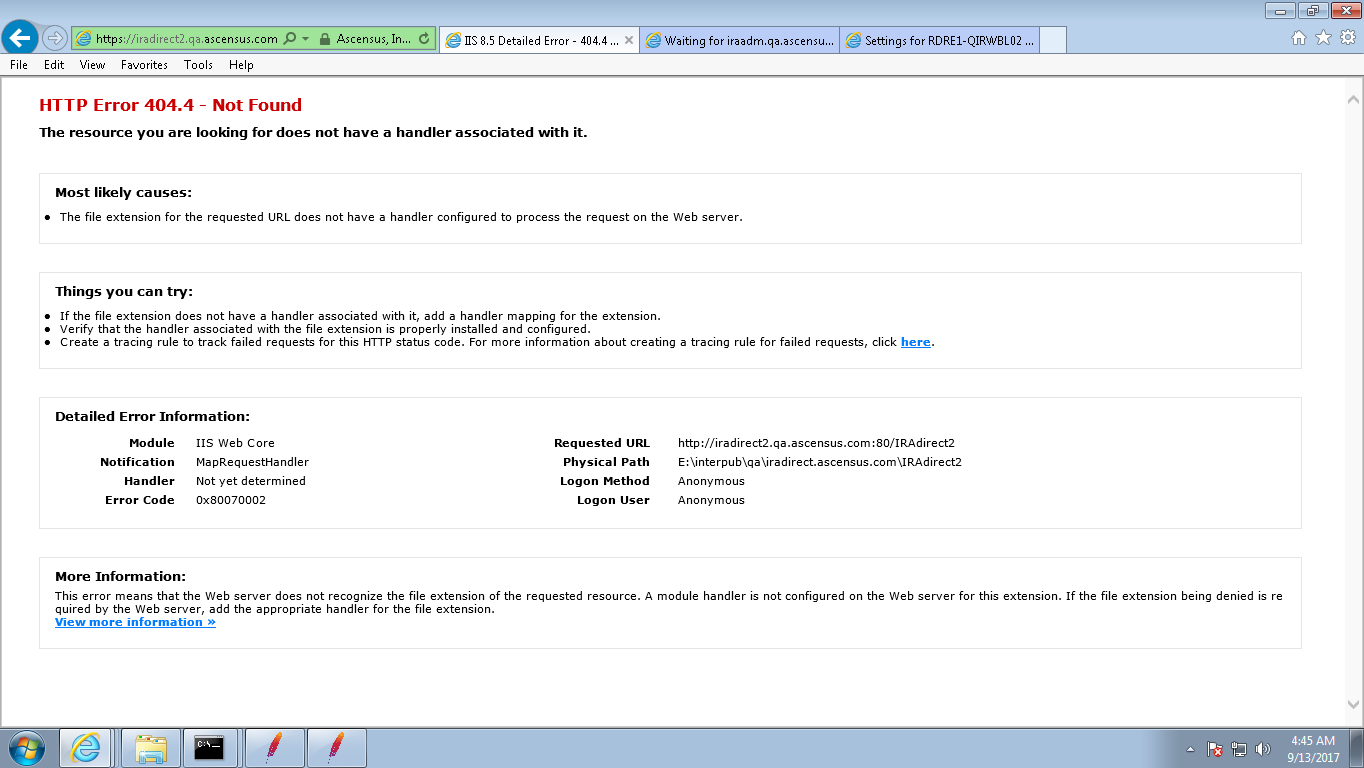 https://iradirect2.qa.ascensus.com
Ascensus, In...
IIS 8.5 Detailed Error - 404.4 ...
Waiting for iraadm.qa.ascensu...
Settings for RDRE1-QIRWBL02 ...
File Edit View Favorites Tools Help
HTTP Error 404.4 - Not Found
The resource you are looking for does not have a handler associated with it.
Most likely causes:
• The file extension for the requested URL does not have a handler configured to process the request on the Web server.
Things you can try:
• If the file extension does not have a handler associated with it, add a handler mapping for the extension.
• Verify that the handler associated with the file extension is properly installed and configured.
• Create a tracing rule to track failed requests for this HTTP status code. For more information about creating a tracing rule for failed requests, click here.
Detailed Error Information:
Module IIS Web Core
Notification MapRequestHandler
Handler Not yet determined
Error Code 0x80070002
Requested URL http://iradirect2.qa.ascensus.com:80/IRAdirect2
Physical Path E:\interpub\qa\iradirect.ascensus.com\IRAdirect2
Logon Method Anonymous
Logon User Anonymous
More Information:
This error means that the Web server does not recognize the file extension of the requested resource. A module handler is not configured on the Web server for this extension. If the file extension being denied is re
quired by the Web server, add the appropriate handler for the file extension.
View more information »
C:\_
4:45 AM
9/13/2017